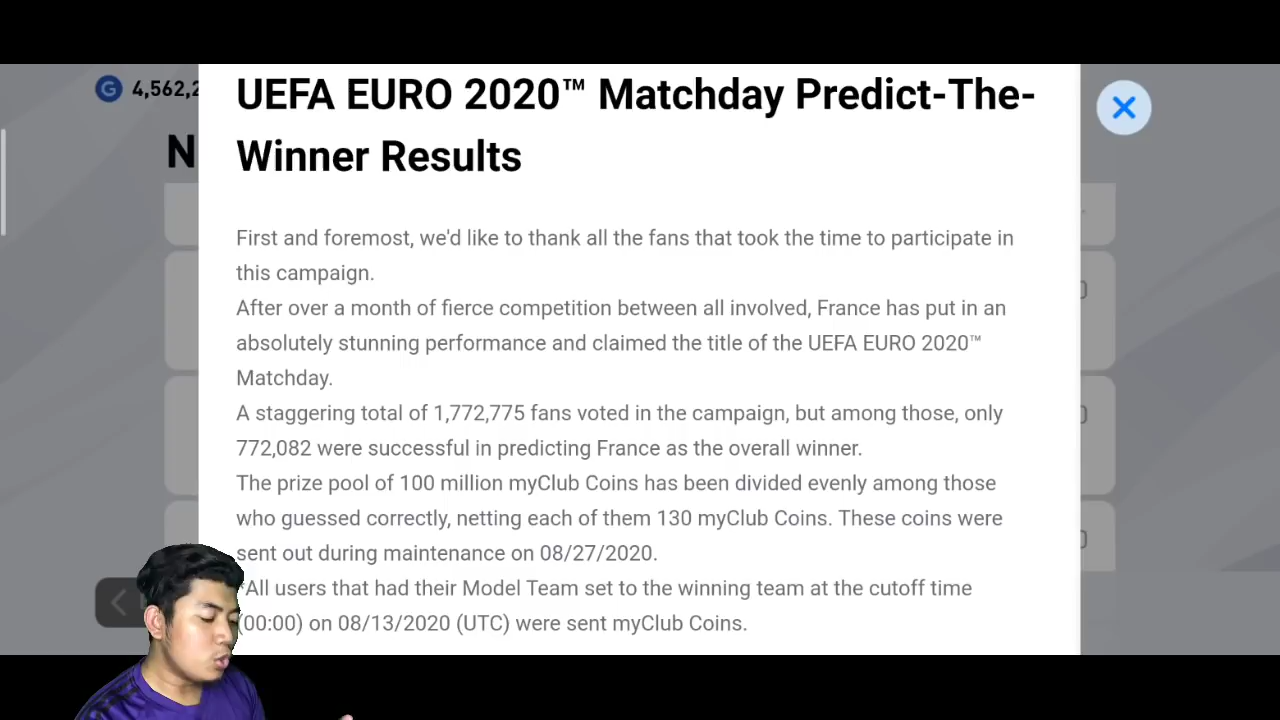 G 4,562,2
UEFA EURO 2020™ Matchday Predict-The-
Winner Results
N
First and foremost, we'd like to thank all the fans that took the time to participate in
this campaign.
After over a month of fierce competition between all involved, France has put in an
absolutely stunning performance and claimed the title of the UEFA EURO 2020™
Matchday.
A staggering total of 1,772,775 fans voted in the campaign, but among those, only
772,082 were successful in predicting France as the overall winner.
The prize pool of 100 million myClub Coins has been divided evenly among those
who guessed correctly, netting each of them 130 myClub Coins. These coins were
sent out during maintenance on 08/27/2020.
*All users that had their Model Team set to the winning team at the cutoff time
(00:00) on 08/13/2020 (UTC) were sent myClub Coins.